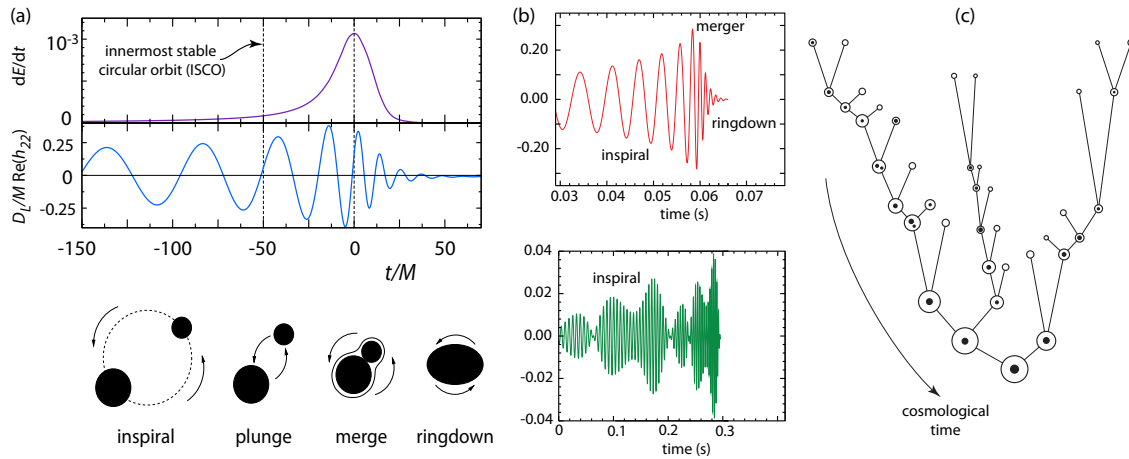 (a)
10⁻³
dE/dt
0
innermost stable
circular orbit (ISCO)
D_L/M Re(h₂₂)
0.25
0
-0.25
-150
-100
-50
0
50
t/M
inspiral
plunge
merge
ringdown
(b)
0.20
0.00
-0.20
merger
ringdown
inspiral
0.03
0.04
0.05
0.06
0.07
time (s)
0.04
0.02
0.00
-0.02
-0.04
inspiral
0
0.1
0.2
0.3
time (s)
(c)
cosmological
time